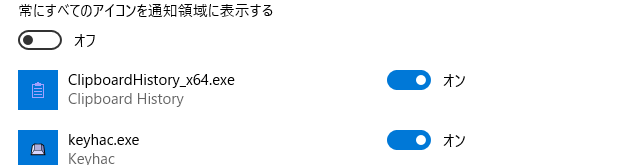 常にすべてのアイコンを通知領域に表示する
オフ
ClipboardHistory_x64.exe
オン
Clipboard History
keyhac.exe
オン
Keyhac